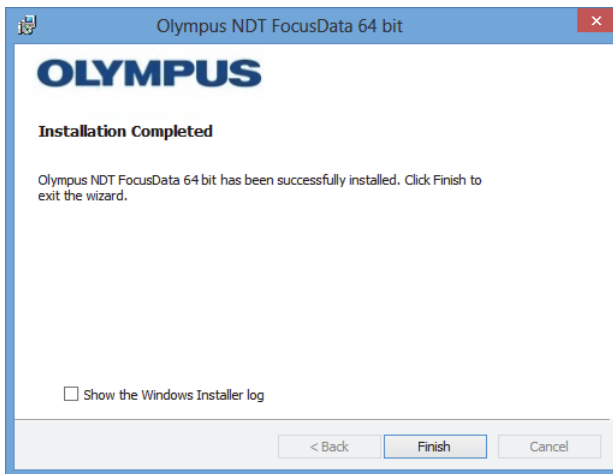 Olympus NDT FocusData 64 bit
OLYMPUS
Installation Completed
Olympus NDT FocusData 64 bit has been successfully installed. Click Finish to
exit the wizard.
Show the Windows Installer log
< Back Finish Cancel